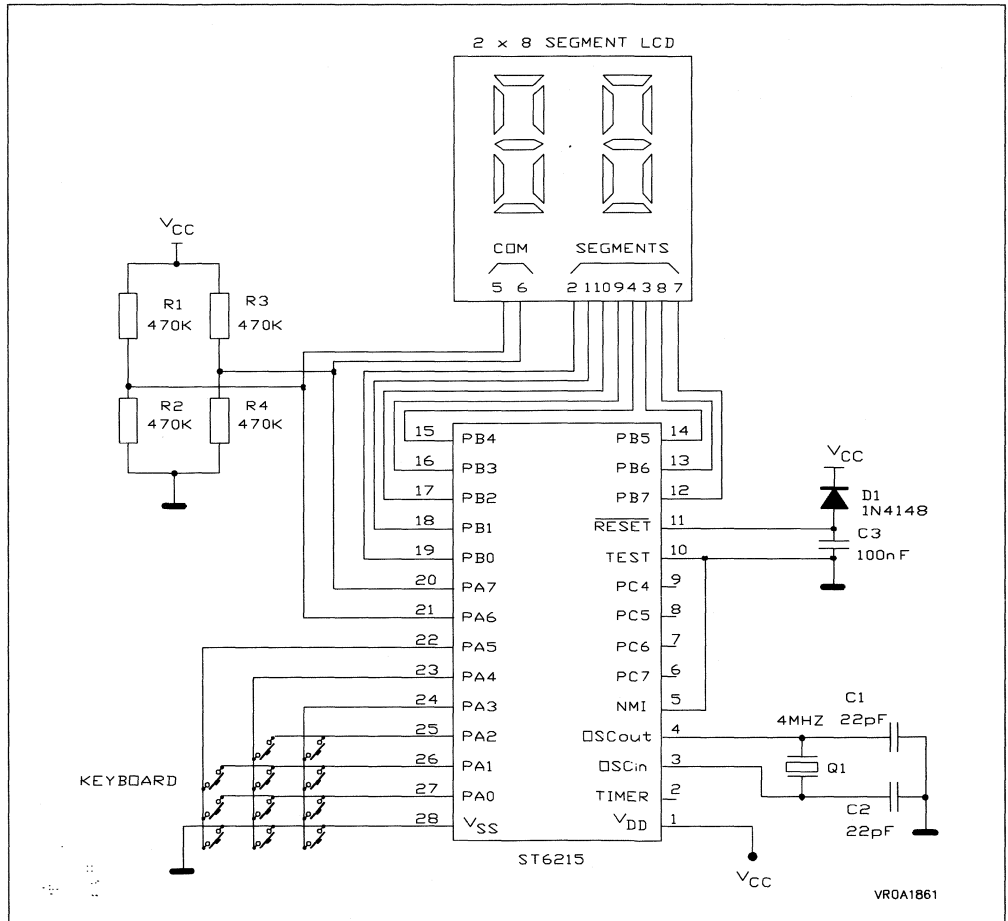 2 x 8 SEGMENT LCD
COM SEGMENTS
5 6 2 11 10 9 4 3 8 7
VCC
R1 470K
R3 470K
R2 470K
R4 470K
15 PB4
16 PB3
17 PB2
18 PB1
19 PB0
20 PA7
21 PA6
22 PA5
23 PA4
24 PA3
25 PA2
26 PA1
27 PA0
28 VSS
PB5 14
PB6 13
PB7 12
RESET 11
TEST 10
PC4 9
PC5 8
PC6 7
PC7 6
NMI 5
OSCout 4
OSCin 3
TIMER 2
VDD 1
VCC
D1
1N4148
C3
100nF
C1
22pF
4MHZ
Q1
C2
22pF
KEYBOARD
ST6215
VCC
VR0A1861